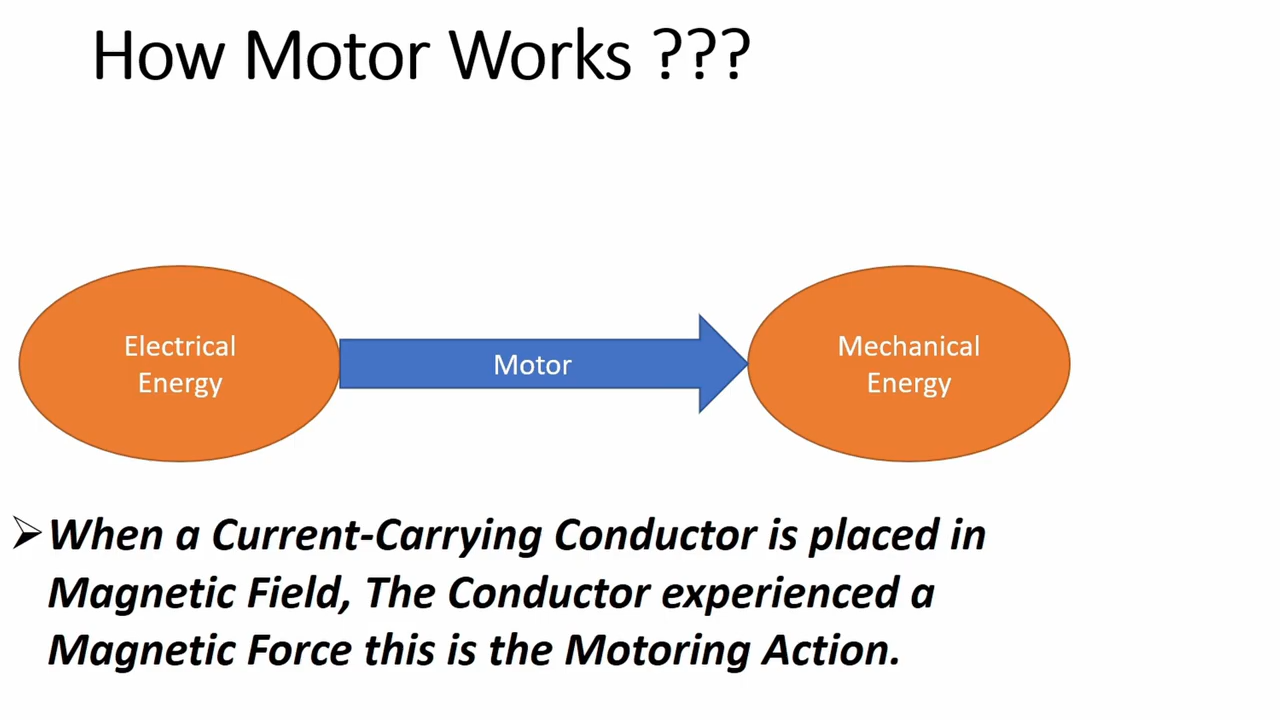 How Motor Works ???
Electrical
Energy
Motor
Mechanical
Energy
➢When a Current-Carrying Conductor is placed in
Magnetic Field, The Conductor experienced a
Magnetic Force this is the Motoring Action.